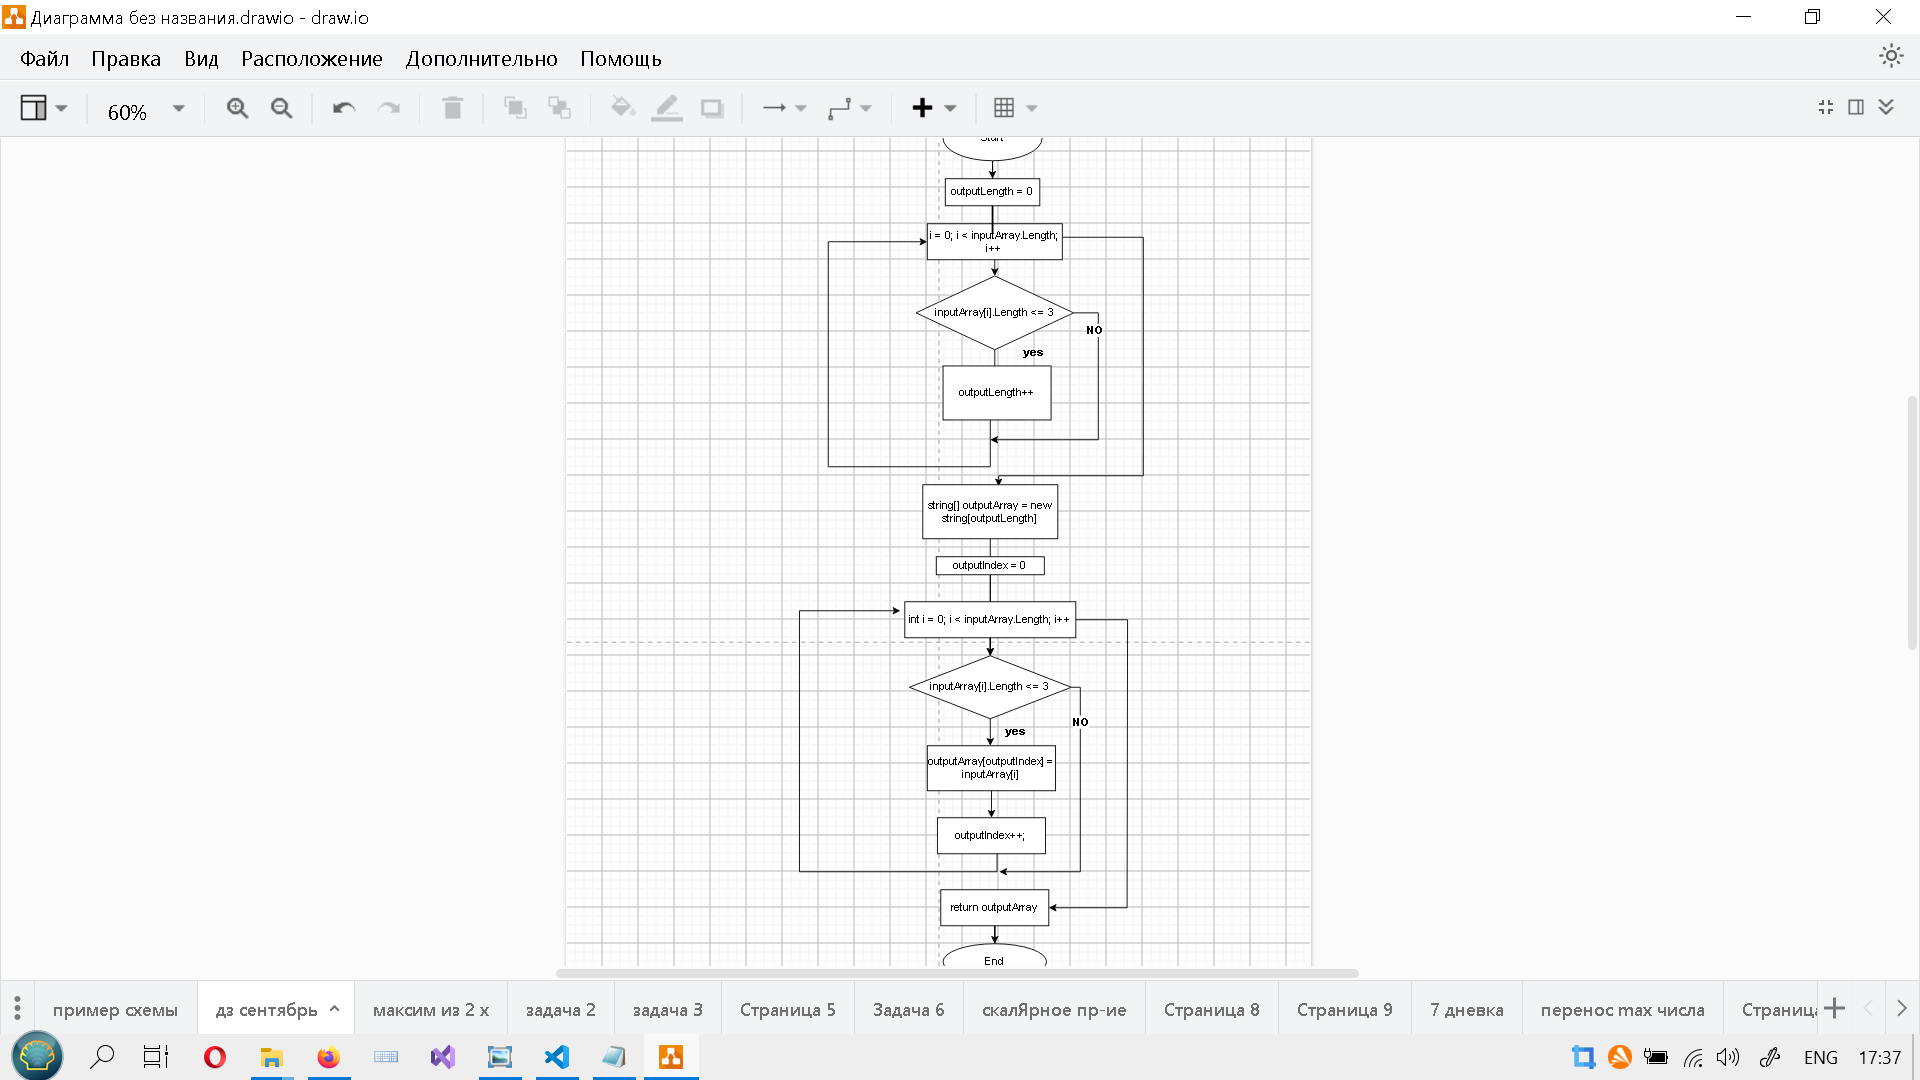 Диаграмма без названия.drawio - draw.io
Файл Правка Вид Расположение Дополнительно Помощь
60%
Start
outputLength = 0
i = 0; i < inputArray.Length;
i++
inputArray[i].Length <= 3
NO
yes
outputLength++
string[] outputArray = new
string[outputLength]
outputIndex = 0
int i = 0; i < inputArray.Length; i++
inputArray[i].Length <= 3
NO
yes
outputArray[outputIndex] =
inputArray[i]
outputIndex++;
return outputArray
End
пример схемы дз сентябрь максим из 2 х задача 2 задача 3 Страница 5 Задача 6 скалЯрное пр-ие Страница 8 Страница 9 7 дневка перенос max числа Страница
ENG 17:37